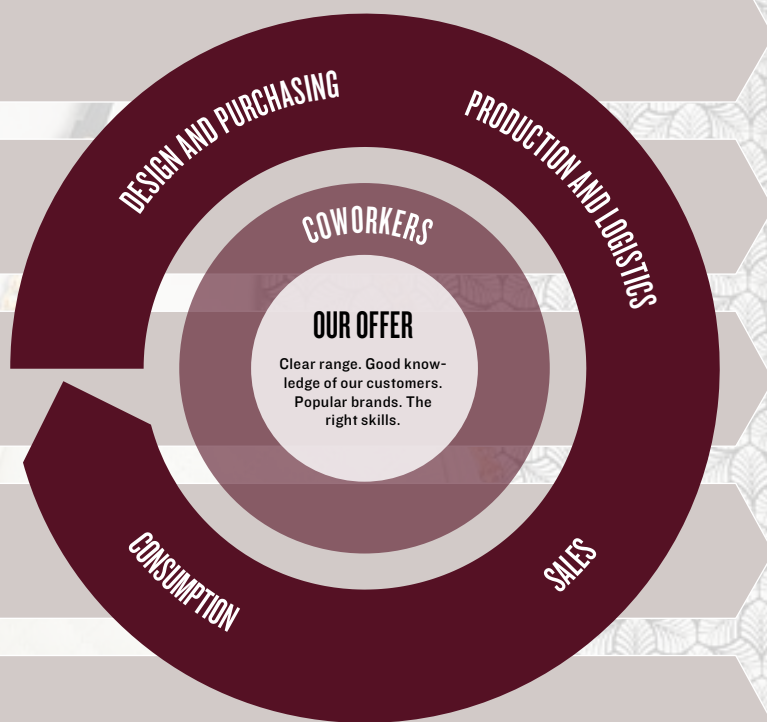 DESIGN AND PURCHASING
PRODUCTION AND LOGISTICS
COWORKERS
OUR OFFER
Clear range. Good know-
ledge of our customers.
Popular brands. The
right skills.
CONSUMPTION
SALES